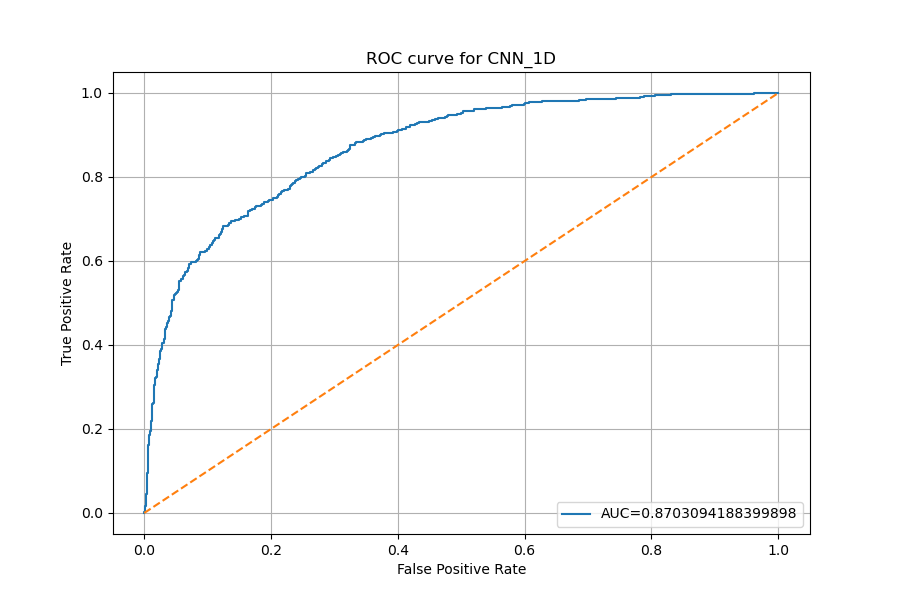 ROC curve for CNN_1D
1.0
0.8
0.6
0.4
0.2
0.0
True Positive Rate
AUC=0.8703094188399898
0.0 0.2 0.4 0.6 0.8 1.0
False Positive Rate